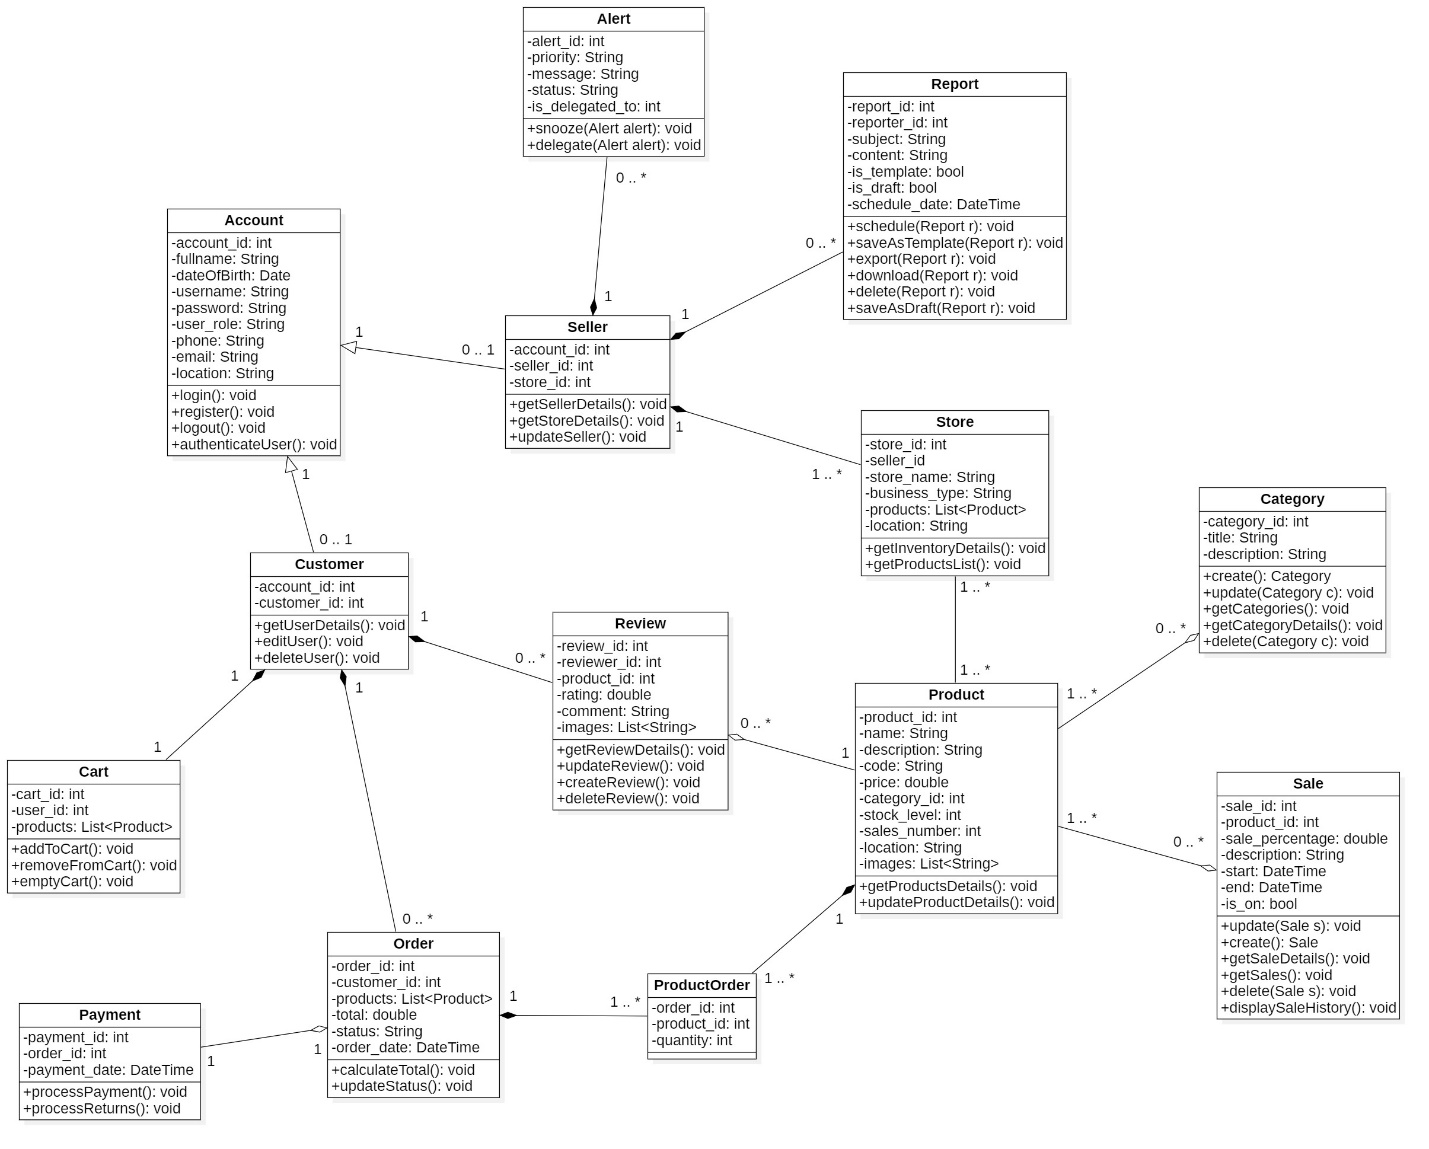 Alert
-alert_id: int
-priority: String
-message: String
-status: String
-is_delegated_to: int
+snooze(Alert alert): void
+delegate(Alert alert): void
0 .. *
1
Report
-report_id: int
-reporter_id: int
-subject: String
-content: String
-is_template: bool
-is_draft: bool
-schedule_date: DateTime
+schedule(Report r): void
+saveAsTemplate(Report r): void
+export(Report r): void
+download(Report r): void
+delete(Report r): void
+saveAsDraft(Report r): void
0 .. *
1
Account
-account_id: int
-fullname: String
-dateOfBirth: Date
-username: String
-password: String
-user_role: String
-phone: String
-email: String
-location: String
+login(): void
+register(): void
+logout(): void
+authenticateUser(): void
1
0 .. 1
Seller
-account_id: int
-seller_id: int
-store_id: int
+getSellerDetails(): void
+getStoreDetails(): void
+updateSeller(): void
1
1 .. *
Store
-store_id: int
-seller_id
-store_name: String
-business_type: String
-products: List<Product>
-location: String
+getInventoryDetails(): void
+getProductsList(): void
1 .. *
1 .. *
Category
-category_id: int
-title: String
-description: String
+create(): Category
+update(Category c): void
+getCategories(): void
+getCategoryDetails(): void
+delete(Category c): void
0 .. *
1 .. *
1
0 .. 1
Customer
-account_id: int
-customer_id: int
+getUserDetails(): void
+editUser(): void
+deleteUser(): void
1
0 .. *
1
1
1
0 .. *
Review
-review_id: int
-reviewer_id: int
-product_id: int
-rating: double
-comment: String
-images: List<String>
+getReviewDetails(): void
+updateReview(): void
+createReview(): void
+deleteReview(): void
0 .. *
1
Product
-product_id: int
-name: String
-description: String
-code: String
-price: double
-category_id: int
-stock_level: int
-sales_number: int
-location: String
-images: List<String>
+getProductsDetails(): void
+updateProductDetails(): void
1 .. *
0 .. *
Sale
-sale_id: int
-product_id: int
-sale_percentage: double
-description: String
-start: DateTime
-end: DateTime
-is_on: bool
+update(Sale s): void
+create(): Sale
+getSaleDetails(): void
+getSales(): void
+delete(Sale s): void
+displaySaleHistory(): void
Cart
-cart_id: int
-user_id: int
-products: List<Product>
+addToCart(): void
+removeFromCart(): void
+emptyCart(): void
Order
-order_id: int
-customer_id: int
-products: List<Product>
-total: double
-status: String
-order_date: DateTime
+calculateTotal(): void
+updateStatus(): void
1
1 .. *
1
1 .. *
ProductOrder
-order_id: int
-product_id: int
-quantity: int
Payment
-payment_id: int
-order_id: int
-payment_date: DateTime
+processPayment(): void
+processReturns(): void
1
1